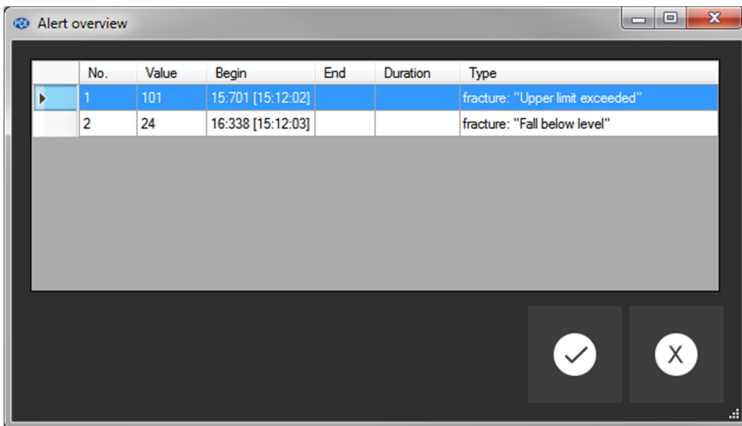 PCE Alert overview
No. Value Begin End Duration Type
1 101 15:701 [15:12:02] fracture: "Upper limit exceeded"
2 24 16:338 [15:12:03] fracture: "Fall below level"
X